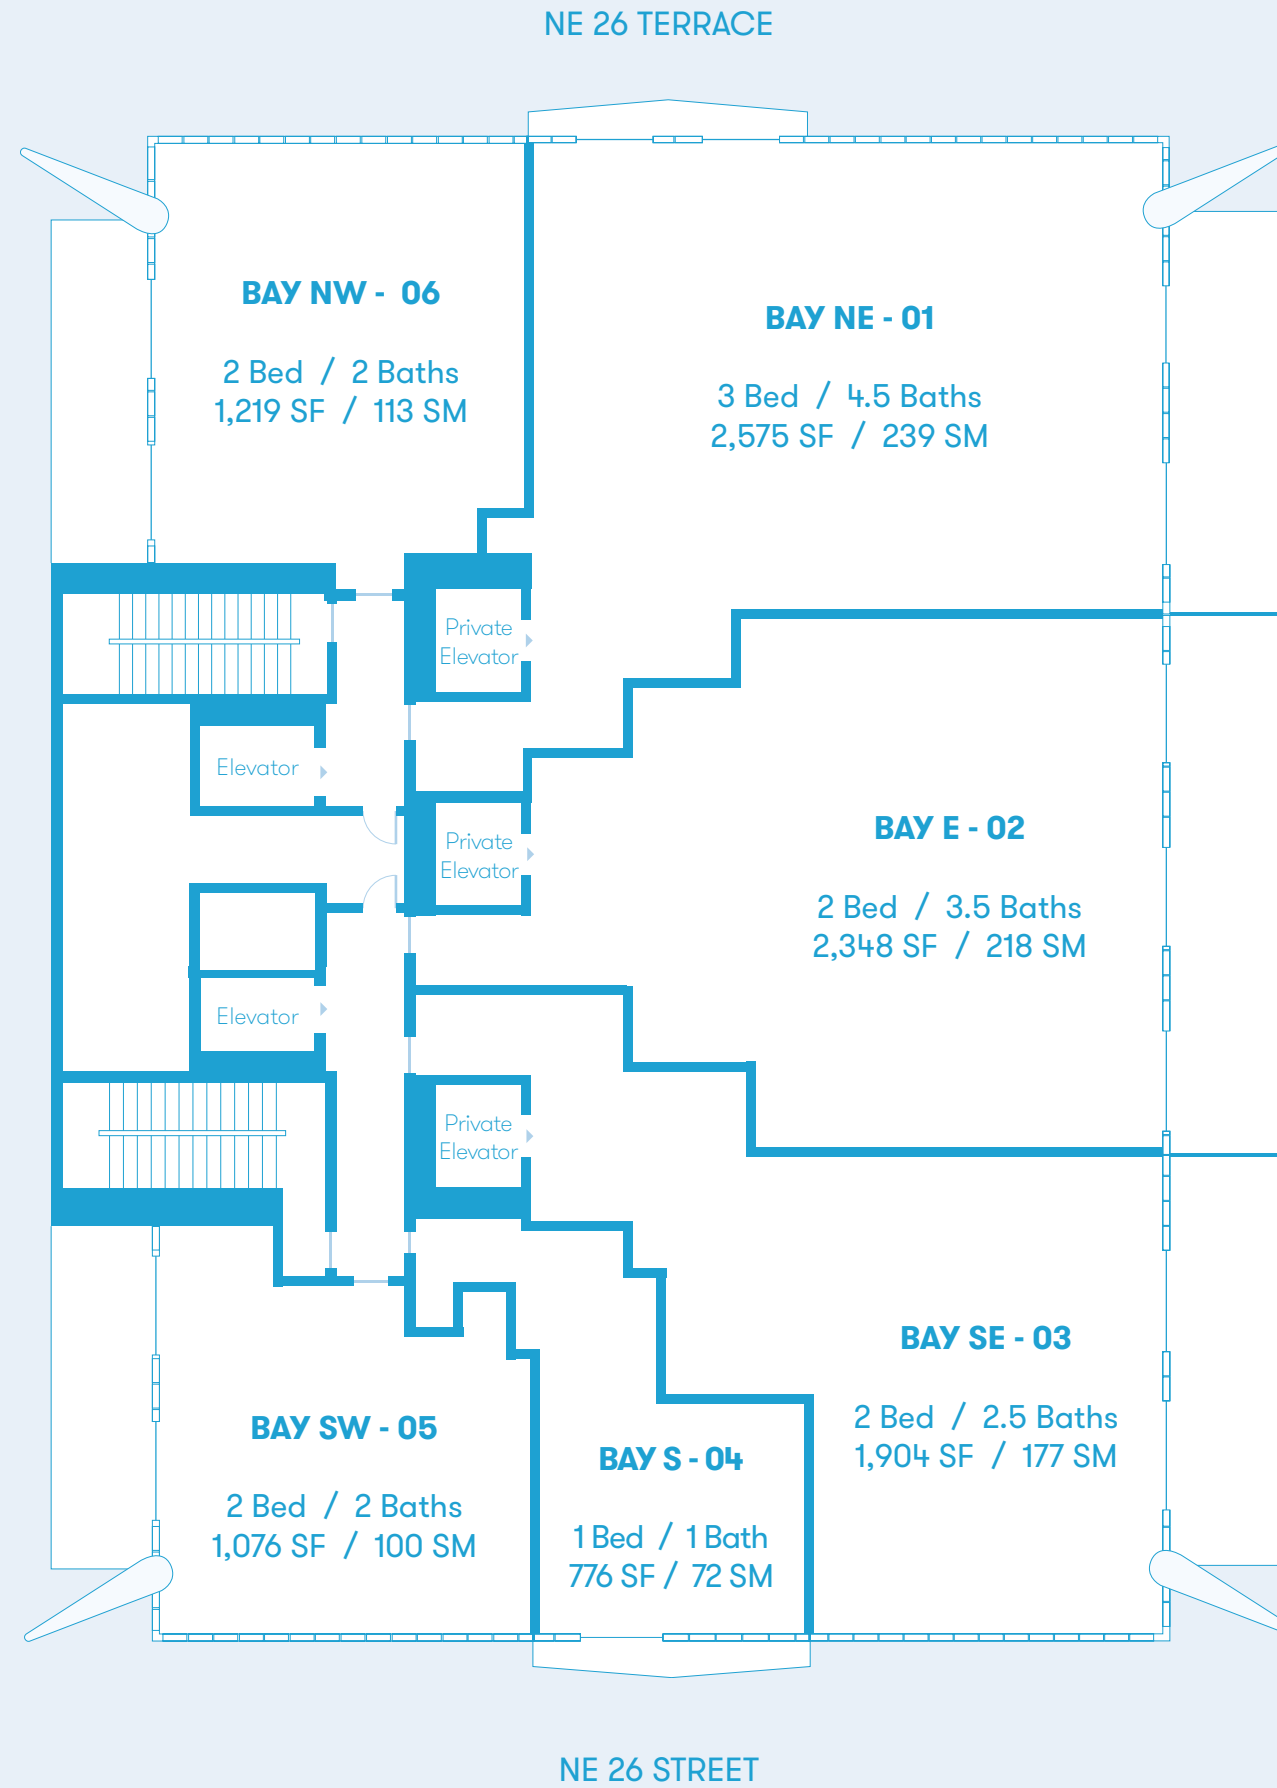 NE 26 TERRACE
BAY NW - 06
2 Bed / 2 Baths
1,219 SF / 113 SM
BAY NE - 01
3 Bed / 4.5 Baths
2,575 SF / 239 SM
Private
Elevator
Elevator
Private
Elevator
BAY E - 02
2 Bed / 3.5 Baths
2,348 SF / 218 SM
Elevator
Private
Elevator
BAY SE - 03
2 Bed / 2.5 Baths
1,904 SF / 177 SM
BAY SW - 05
2 Bed / 2 Baths
1,076 SF / 100 SM
BAY S - 04
1 Bed / 1 Bath
776 SF / 72 SM
NE 26 STREET